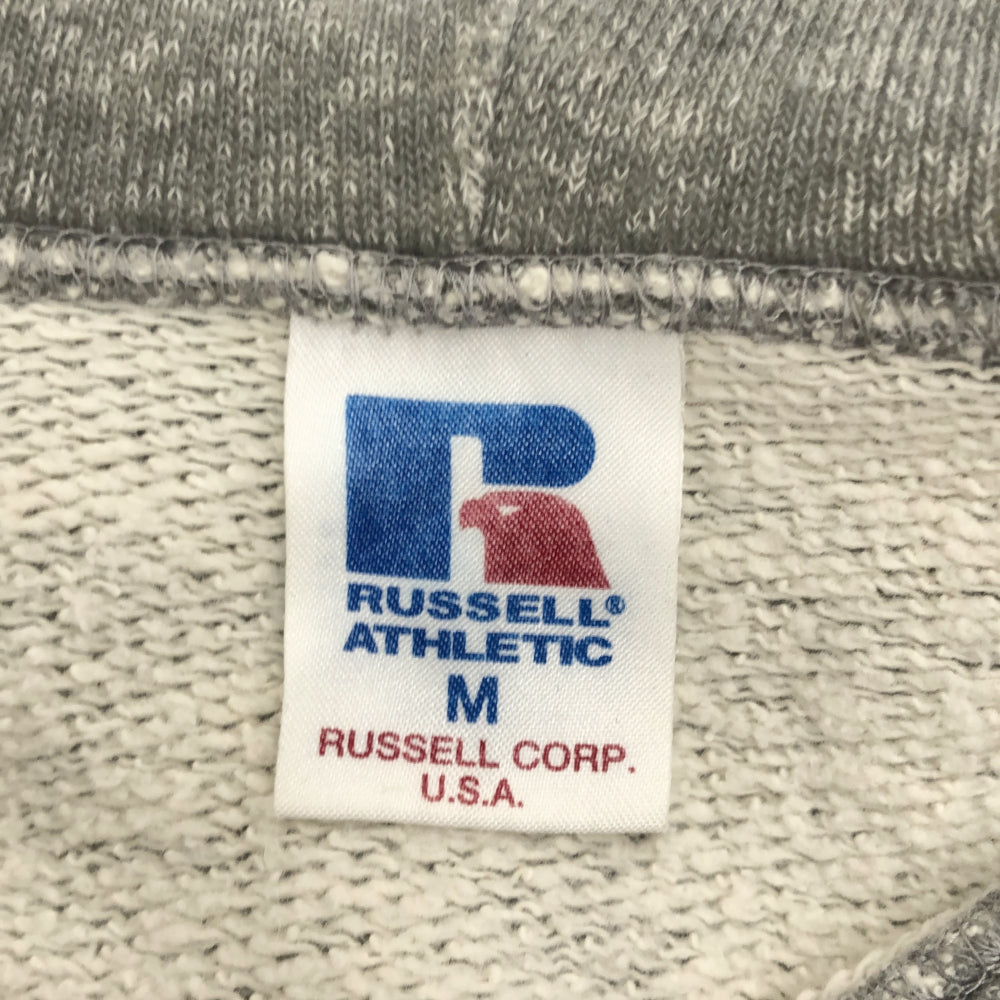 RUSSELL®
ATHLETIC
M
RUSSELL CORP.
U.S.A.